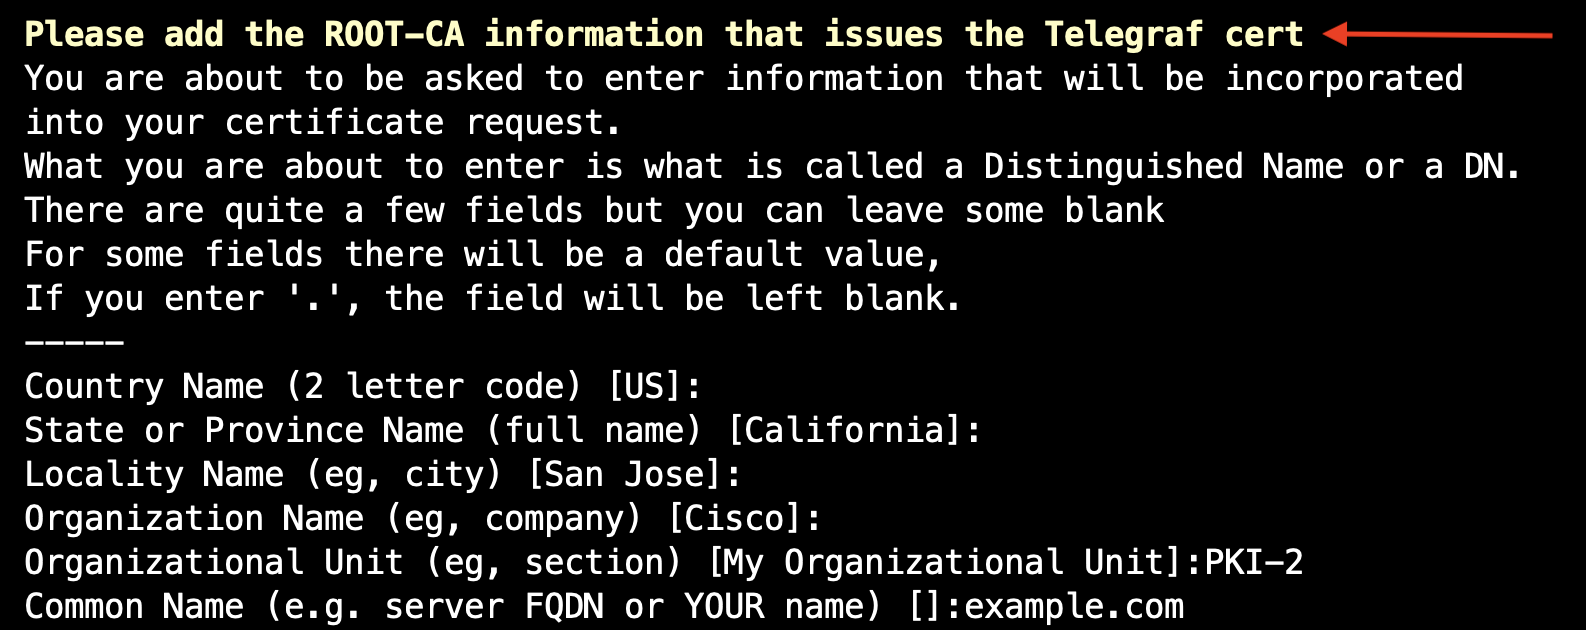 Please add the ROOT-CA information that issues the Telegraf cert
You are about to be asked to enter information that will be incorporated
into your certificate request.
What you are about to enter is what is called a Distinguished Name or a DN.
There are quite a few fields but you can leave some blank
For some fields there will be a default value,
If you enter '.', the field will be left blank.
-----
Country Name (2 letter code) [US]:
State or Province Name (full name) [California]:
Locality Name (eg, city) [San Jose]:
Organization Name (eg, company) [Cisco]:
Organizational Unit (eg, section) [My Organizational Unit]:PKI-2
Common Name (e.g. server FQDN or YOUR name) []:example.com